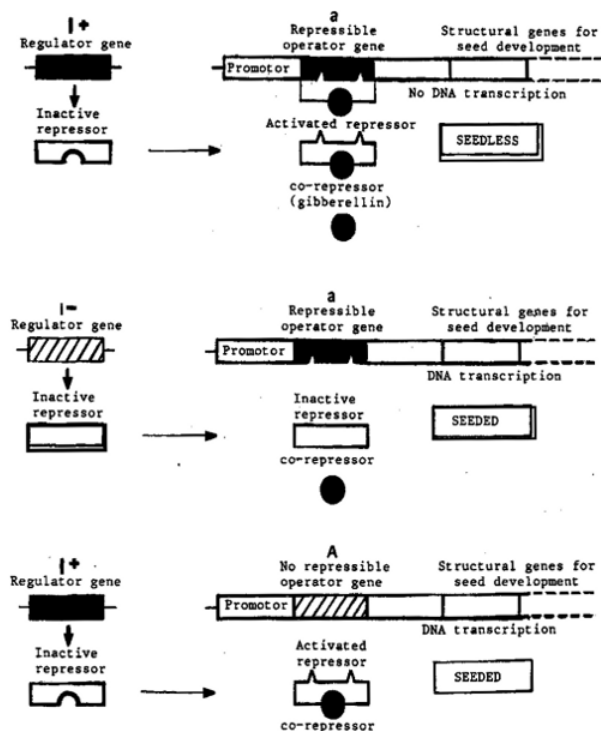 I+
Regulator gene
Inactive
repressor
a
Repressible
operator gene
Structural genes for
seed development
Promotor
No DNA transcription
Activated repressor
SEEDLESS
co-repressor
(gibberellin)
I-
Regulator gene
Inactive
repressor
a
Repressible
operator gene
Structural genes for
seed development
Promotor
DNA transcription
Inactive
repressor
SEEDED
co-repressor
I+
Regulator gene
Inactive
repressor
A
No repressible
operator gene
Structural genes for
seed development
Promotor
DNA transcription
Activated
repressor
SEEDED
co-repressor